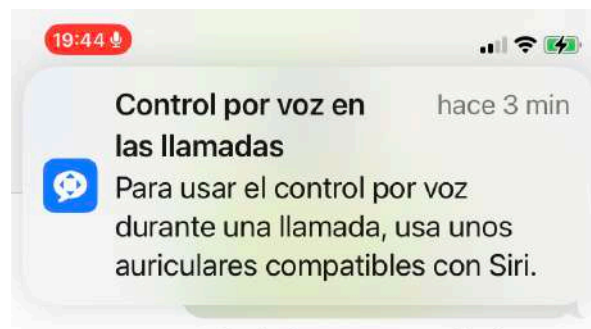 19:44
Control por voz en
hace 3 min
las llamadas
Para usar el control por voz
durante una llamada, usa unos
auriculares compatibles con Siri.